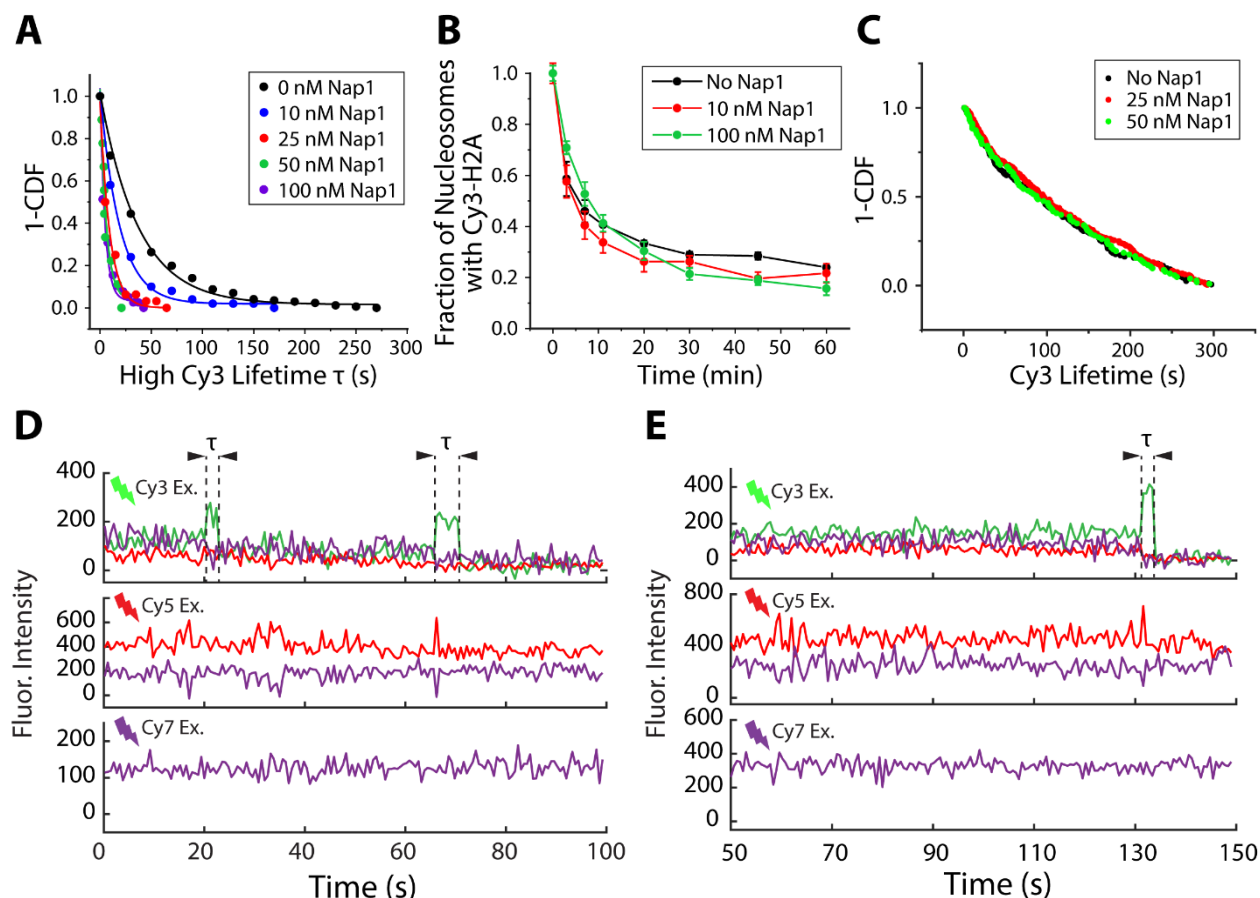 A
1-CDF
1.0
0.8
0.6
0.4
0.2
0.0
0 nM Nap1
10 nM Nap1
25 nM Nap1
50 nM Nap1
100 nM Nap1
0 50 100 150 200 250 300
High Cy3 Lifetime τ (s)
B
Fraction of Nucleosomes
with Cy3-H2A
1.0
0.8
0.6
0.4
0.2
0.0
No Nap1
10 nM Nap1
100 nM Nap1
0 10 20 30 40 50 60
Time (min)
C
1-CDF
1.0
0.5
0.0
No Nap1
25 nM Nap1
50 nM Nap1
0 100 200 300
Cy3 Lifetime (s)
D
τ τ
Fluor. Intensity
400
200
0
Cy3 Ex.
600
400
200
0
Cy5 Ex.
200
100
0
Cy7 Ex.
0 20 40 60 80 100
Time (s)
E
τ
Fluor. Intensity
400
200
0
Cy3 Ex.
800
400
0
Cy5 Ex.
600
400
200
0
Cy7 Ex.
50 70 90 110 130 150
Time (s)